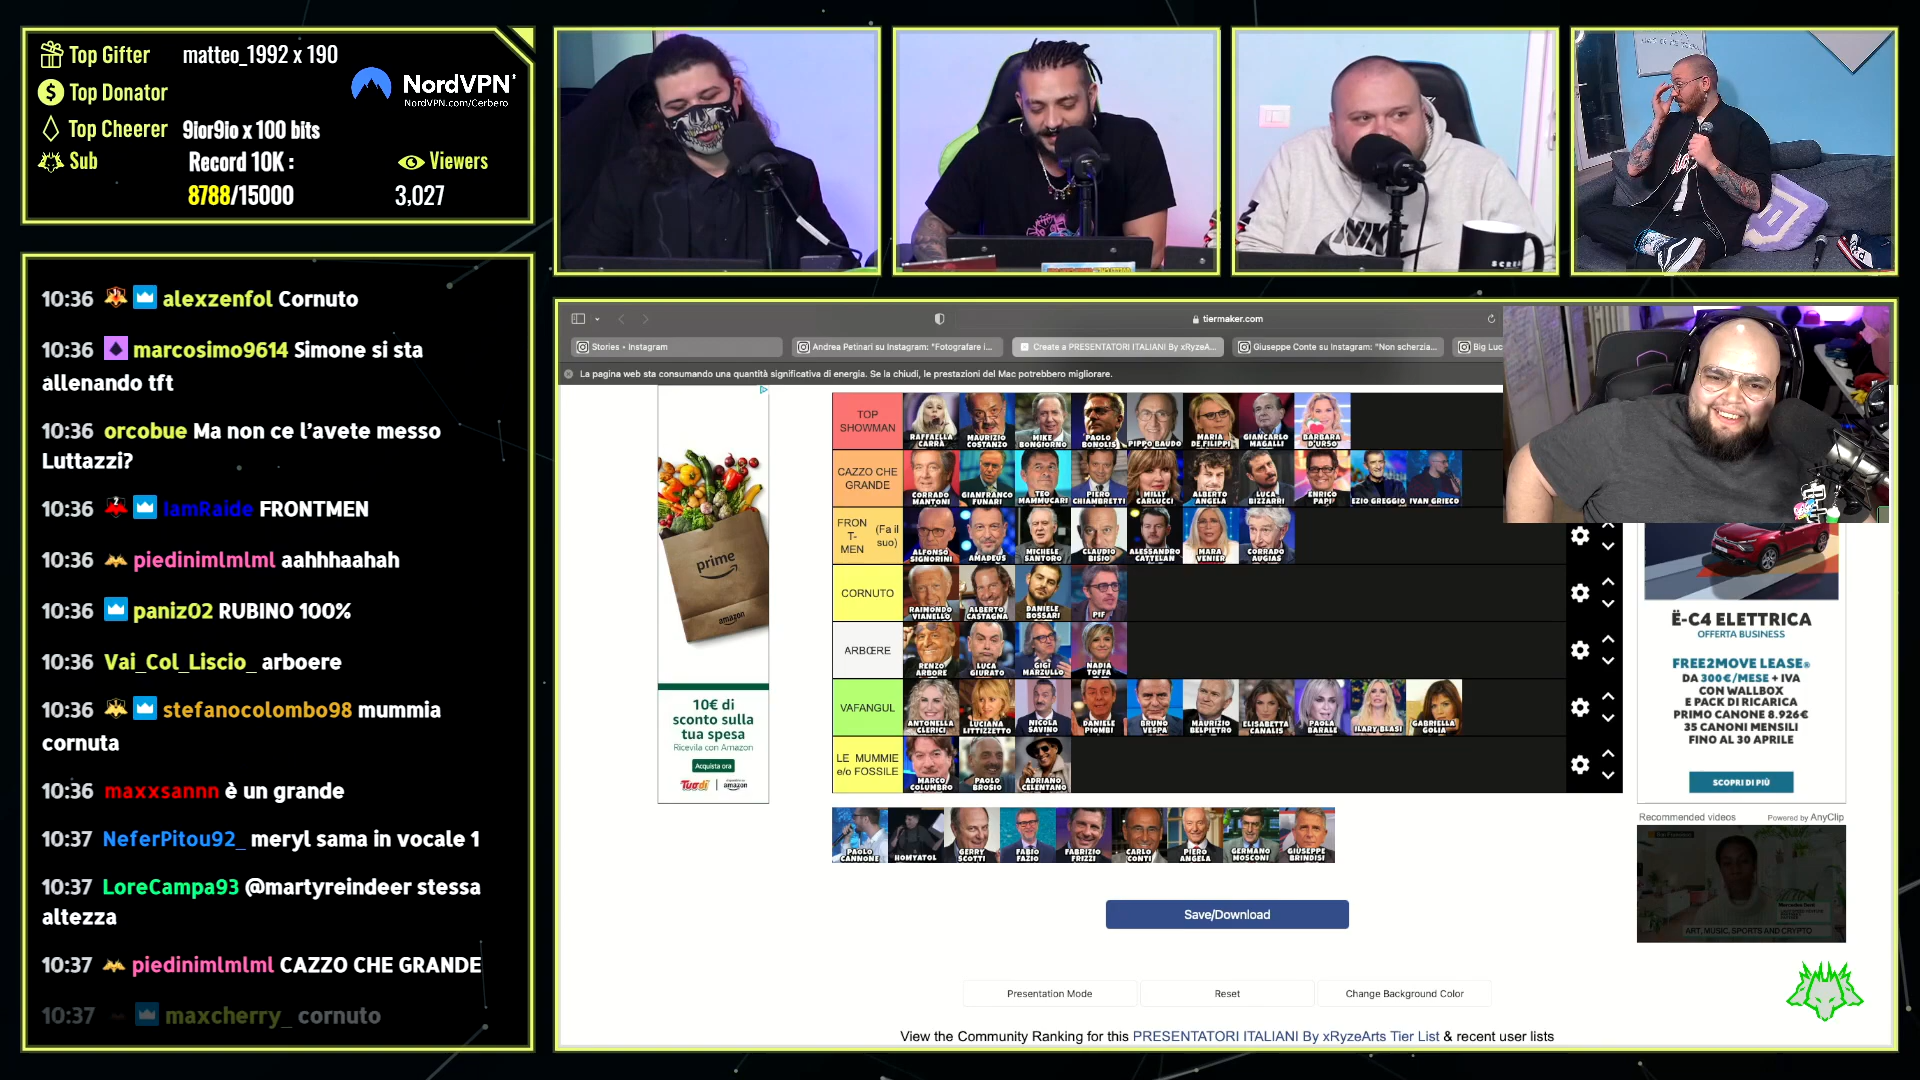 Top Gifter matteo_1992 x 190
Top Donator
Top Cheerer 9lor9lo x 100 bits
Sub Record 10K : Viewers
8788/15000 3,027
NordVPN
NordVPN.com/Cerbero
10:36 alexzenfol Cornuto
10:36 marcosimo9614 Simone si sta
allenando tft
10:36 orcobue Ma non ce l'avete messo
Luttazzi?
10:36 IamRaide FRONTMEN
10:36 piedinimlmlml aahhhaahah
10:36 paniz02 RUBINO 100%
10:36 Vai_Col_Liscio_ arboere
10:36 stefanocolombo98 mummia
cornuta
10:36 maxxsannn è un grande
10:37 NeferPitou92_ meryl sama in vocale 1
10:37 LoreCampa93 @martyreindeer stessa
altezza
10:37 piedinimlmlml CAZZO CHE GRANDE
10:37 maxcherry_ cornuto
tiermaker.com
Stories • Instagram
Andrea Petinari su Instagram: "Fotografare i...
Create a PRESENTATORI ITALIANI By xRyzeA...
Giuseppe Conte su Instagram: "Non scherzia...
Big Luc
La pagina web sta consumando una quantità significativa di energia. Se la chiudi, le prestazioni del Mac potrebbero migliorare.
prime
amazon
10€ di
sconto sulla
tua spesa
Ricevila con Amazon
Acquista ora
Tuodì amazon
TOP
SHOWMAN
RAFFAELLA CARRÀ
MAURIZIO COSTANZO
MIKE BONGIORNO
PAOLO BONOLIS
PIPPO BAUDO
MARIA DE FILIPPI
GIANCARLO MAGALLI
BARBARA D'URSO
CAZZO CHE
GRANDE
CORRADO MANTONI
GIANFRANCO FUNARI
TEO MAMMUCARI
PIERO CHIAMBRETTI
MILLY CARLUCCI
ALBERTO ANGELA
LUCA BIZZARRI
ENRICO PAPI
EZIO GREGGIO
IVAN GRIECO
FRON
T-
MEN
(Fa il
suo)
ALFONSO SIGNORINI
AMADEUS
MICHELE SANTORO
CLAUDIO BISIO
ALESSANDRO CATTELAN
MARA VENIER
CORRADO AUGIAS
CORNUTO
RAIMONDO VIANELLO
ALBERTO CASTAGNA
DANIELE BOSSARI
PIF
ARBŒRE
RENZO ARBORE
LUCA GIURATO
GIGI MARZULLO
NADIA TOFFA
VAFANGUL
ANTONELLA CLERICI
LUCIANA LITTIZZETTO
NICOLA SAVINO
DANIELE PIOMBI
BRUNO VESPA
MAURIZIO BELPIETRO
ELISABETTA CANALIS
PAOLA BARALE
ILARY BLASI
GABRIELLA GOLIA
LE MUMMIE
e/o FOSSILE
MARCO COLUMBRO
PAOLO BROSIO
ADRIANO CELENTANO
PAOLO CANNONE
HOMYATOL
GERRY SCOTTI
FABIO FAZIO
FABRIZIO FRIZZI
CARLO CONTI
PIERO ANGELA
GERMANO MOSCONI
GIUSEPPE BRINDISI
Save/Download
Presentation Mode
Reset
Change Background Color
View the Community Ranking for this PRESENTATORI ITALIANI By xRyzeArts Tier List & recent user lists
Ë-C4 ELETTRICA
OFFERTA BUSINESS
FREE2MOVE LEASE®
DA 300€/MESE + IVA
CON WALLBOX
E PACK DI RICARICA
PRIMO CANONE 8.926€
35 CANONI MENSILI
FINO AL 30 APRILE
SCOPRI DI PIÙ
Recommended videos Powered by AnyClip
ART, MUSIC, SPORTS AND CRYPTO